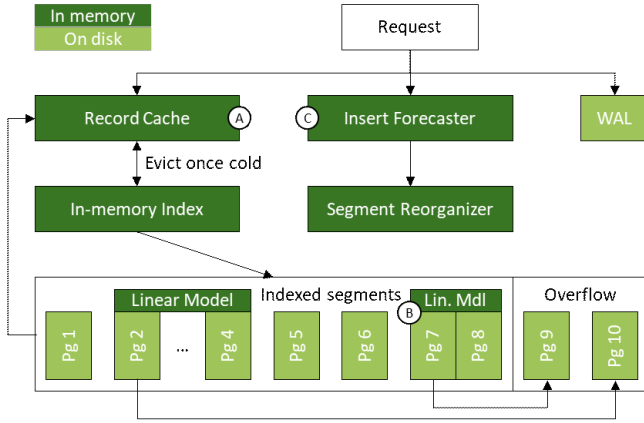 In memory
On disk
Request
Record Cache
A
C
Insert Forecaster
WAL
Evict once cold
In-memory Index
Segment Reorganizer
Linear Model
Indexed segments
Lin. Mdl
Overflow
B
Pg 1
Pg 2
...
Pg 4
Pg 5
Pg 6
Pg 7
Pg 8
Pg 9
Pg 10